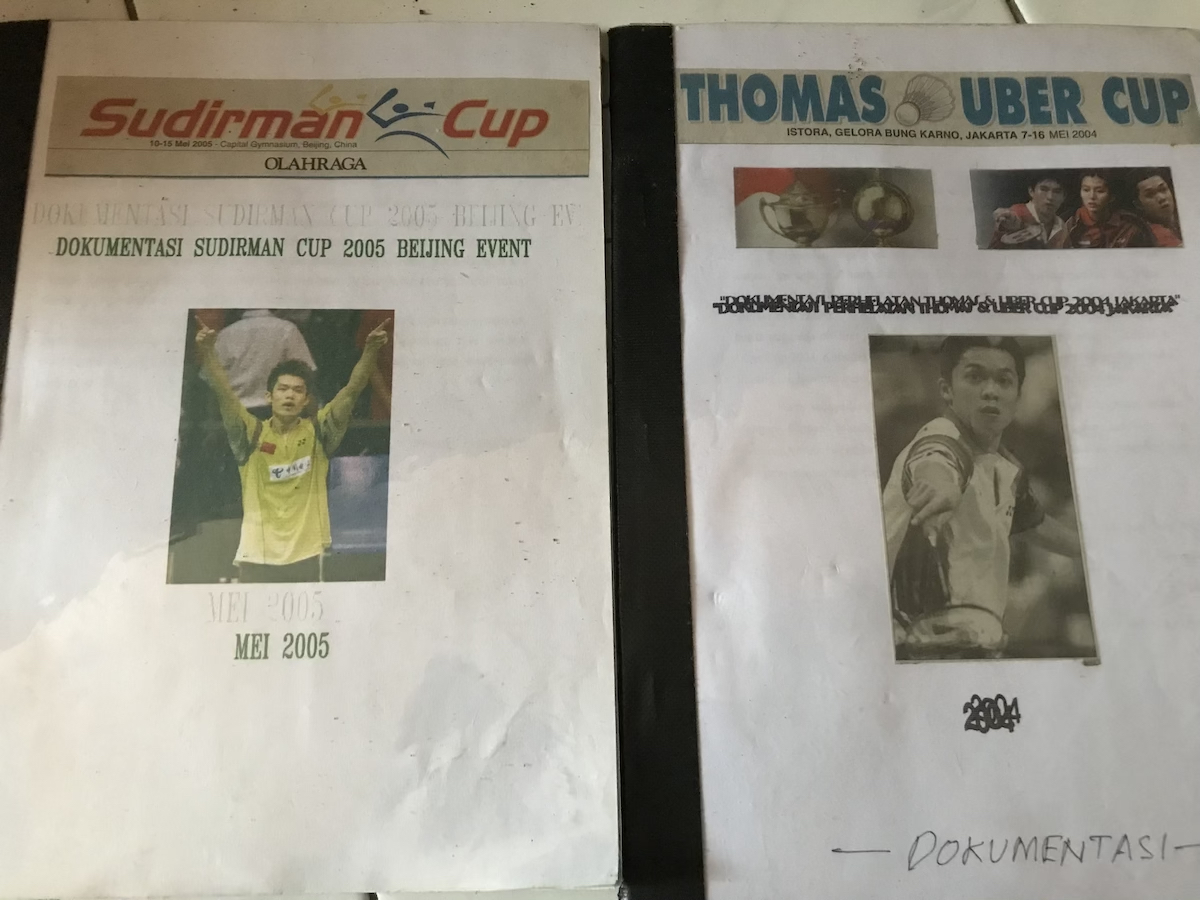 Sudirman Cup
10-15 Mei 2005 - Capital Gymnasium, Beijing, China
OLAHRAGA
DOKUMENTASI SUDIRMAN CUP 2005 BEIJING EV
DOKUMENTASI SUDIRMAN CUP 2005 BEIJING EVENT
MEI 2005
MEI 2005
THOMAS UBER CUP
ISTORA, GELORA BUNG KARNO, JAKARTA 7-16 MEI 2004
"DOKUMENTASI PERHELATAN THOMAS & UBER CUP 2004 JAKARTA"
2004
- DOKUMENTASI -